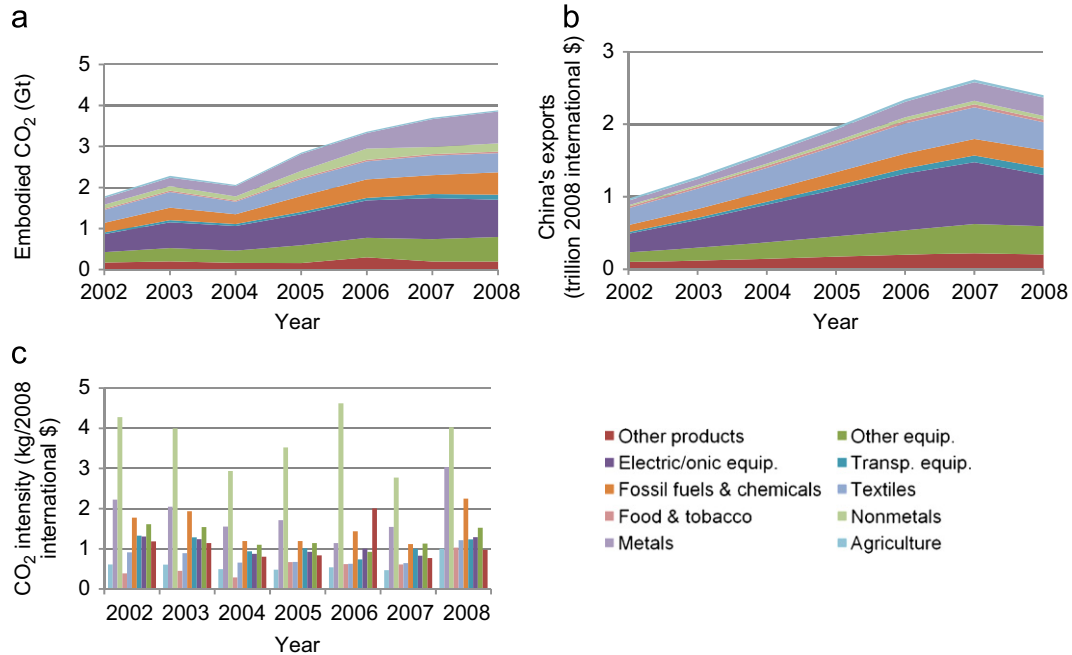 a
Embodied CO2 (Gt)
5
4
3
2
1
0
2002 2003 2004 2005 2006 2007 2008
Year
b
China's exports
(trillion 2008 international $)
3
2
1
0
2002 2003 2004 2005 2006 2007 2008
Year
c
CO2 intensity (kg/2008
international $)
5
4
3
2
1
0
2002 2003 2004 2005 2006 2007 2008
Year
Other products
Other equip.
Electric/onic equip.
Transp. equip.
Fossil fuels & chemicals
Textiles
Food & tobacco
Nonmetals
Metals
Agriculture